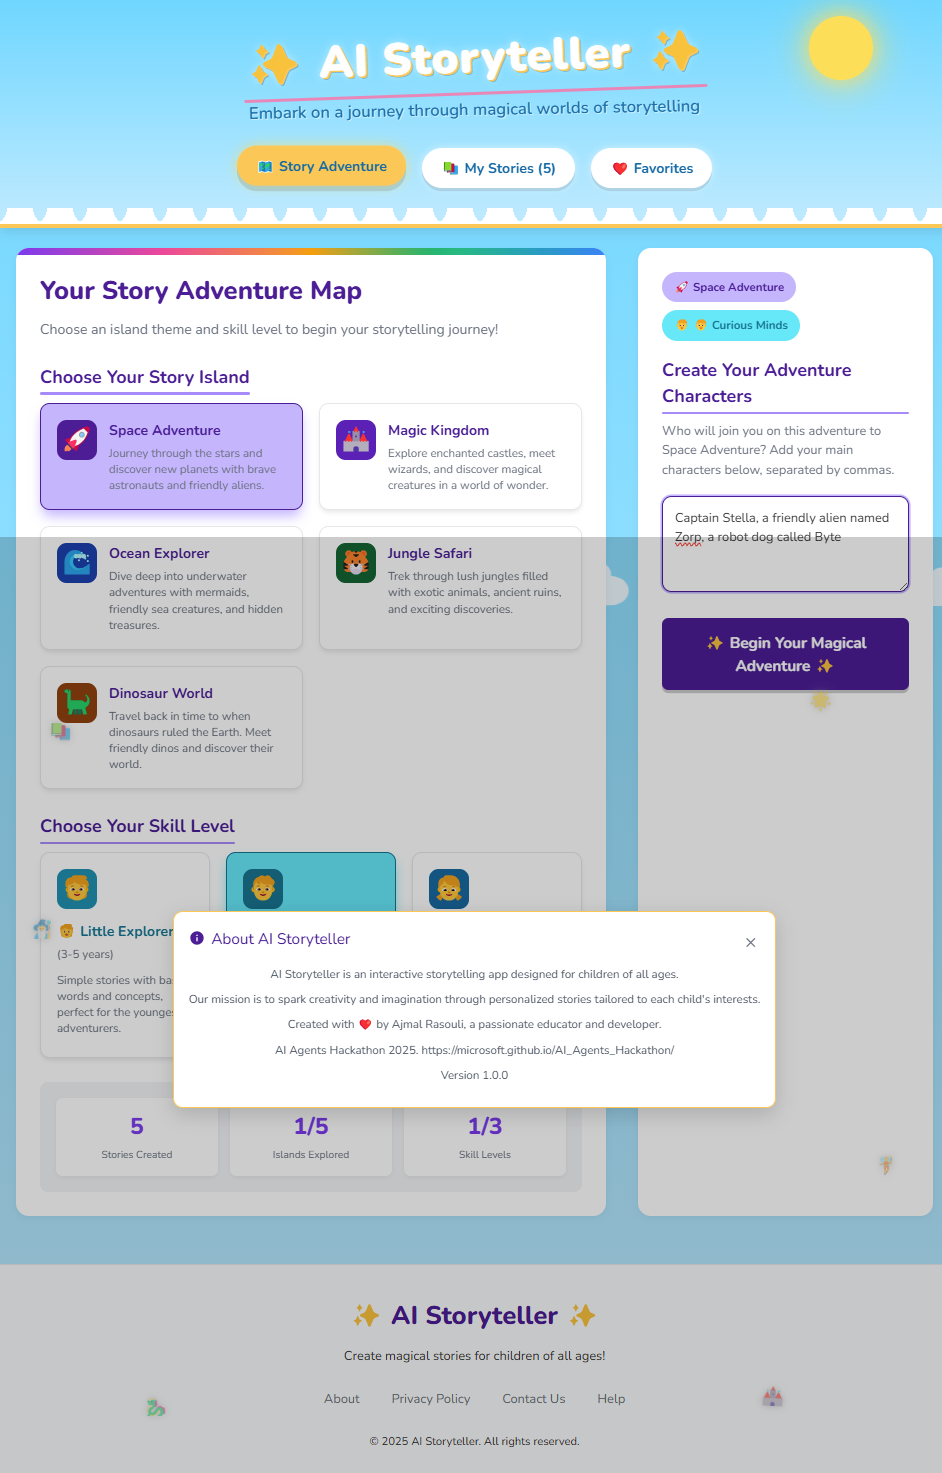 ✨ AI Storyteller ✨
Embark on a journey through magical worlds of storytelling
Story Adventure
My Stories (5)
Favorites
Your Story Adventure Map
Choose an island theme and skill level to begin your storytelling journey!
Choose Your Story Island
Space Adventure
Journey through the stars and
discover new planets with brave
astronauts and friendly aliens.
Magic Kingdom
Explore enchanted castles, meet
wizards, and discover magical
creatures in a world of wonder.
Ocean Explorer
Dive deep into underwater
adventures with mermaids,
friendly sea creatures, and hidden
treasures.
Jungle Safari
Trek through lush jungles filled
with exotic animals, ancient ruins,
and exciting discoveries.
Dinosaur World
Travel back in time to when
dinosaurs ruled the Earth. Meet
friendly dinos and discover their
world.
Choose Your Skill Level
Little Explorer
(3-5 years)
Simple stories with
words and concepts,
perfect for the
adventurers.
5
Stories Created
1/5
Islands Explored
1/3
Skill Levels
Space Adventure
Curious Minds
Create Your Adventure
Characters
Who will join you on this adventure to
Space Adventure? Add your main
characters below, separated by commas.
Captain Stella, a friendly alien named
Zorp, a robot dog called Byte
✨ Begin Your Magical
Adventure ✨
About AI Storyteller
×
AI Storyteller is an interactive storytelling app designed for children of all ages.
Our mission is to spark creativity and imagination through personalized stories tailored to each child's interests.
Created with ❤️ by Ajmal Rasouli, a passionate educator and developer.
AI Agents Hackathon 2025. https://microsoft.github.io/AI_Agents_Hackathon/
Version 1.0.0
✨ AI Storyteller ✨
Create magical stories for children of all ages!
About
Privacy Policy
Contact Us
Help
© 2025 AI Storyteller. All rights reserved.